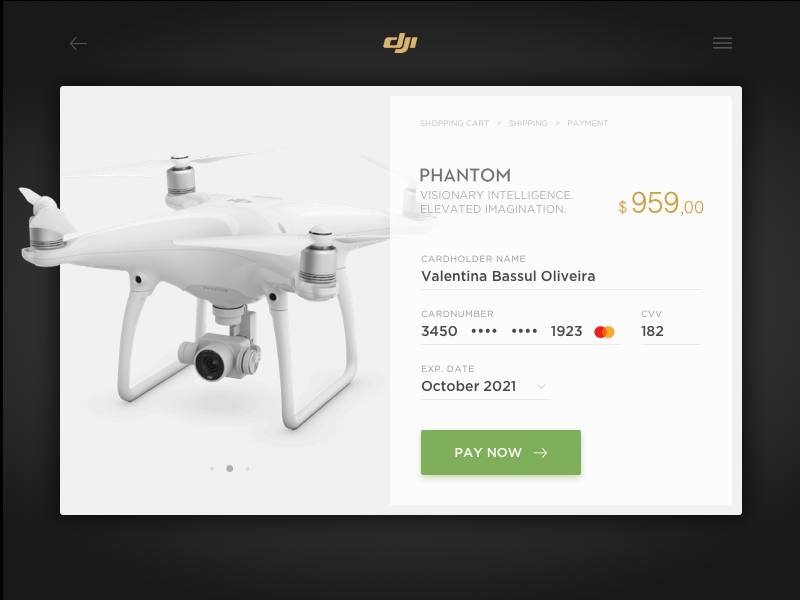 dji
SHOPPING CART > SHIPPING > PAYMENT
PHANTOM
VISIONARY INTELLIGENCE.
ELEVATED IMAGINATION.
$ 959,00
CARDHOLDER NAME
Valentina Bassul Oliveira
CARDNUMBER CVV
3450 •••• •••• 1923 182
EXP. DATE
October 2021
PAY NOW →